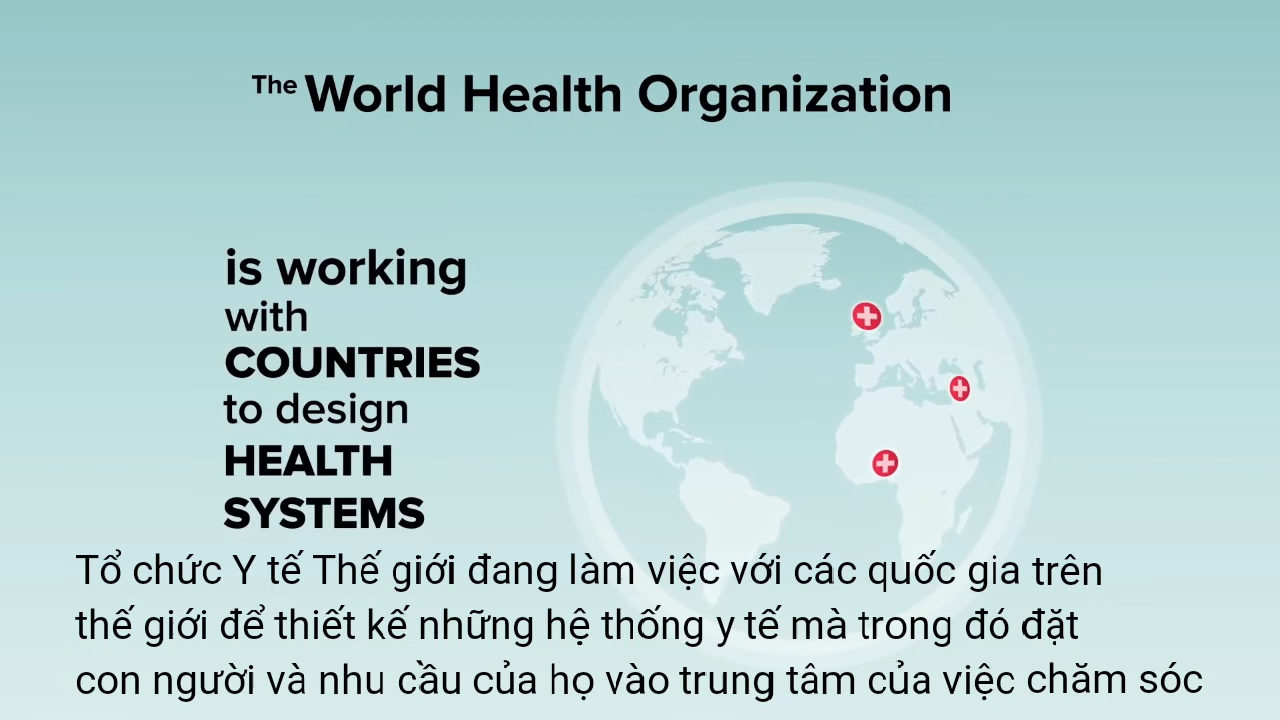 The World Health Organization
is working
with
COUNTRIES
to design
HEALTH
SYSTEMS
Tổ chức Y tế Thế giới đang làm việc với các quốc gia trên
thế giới để thiết kế những hệ thống y tế mà trong đó đặt
con người và nhu cầu của họ vào trung tâm của việc chăm sóc